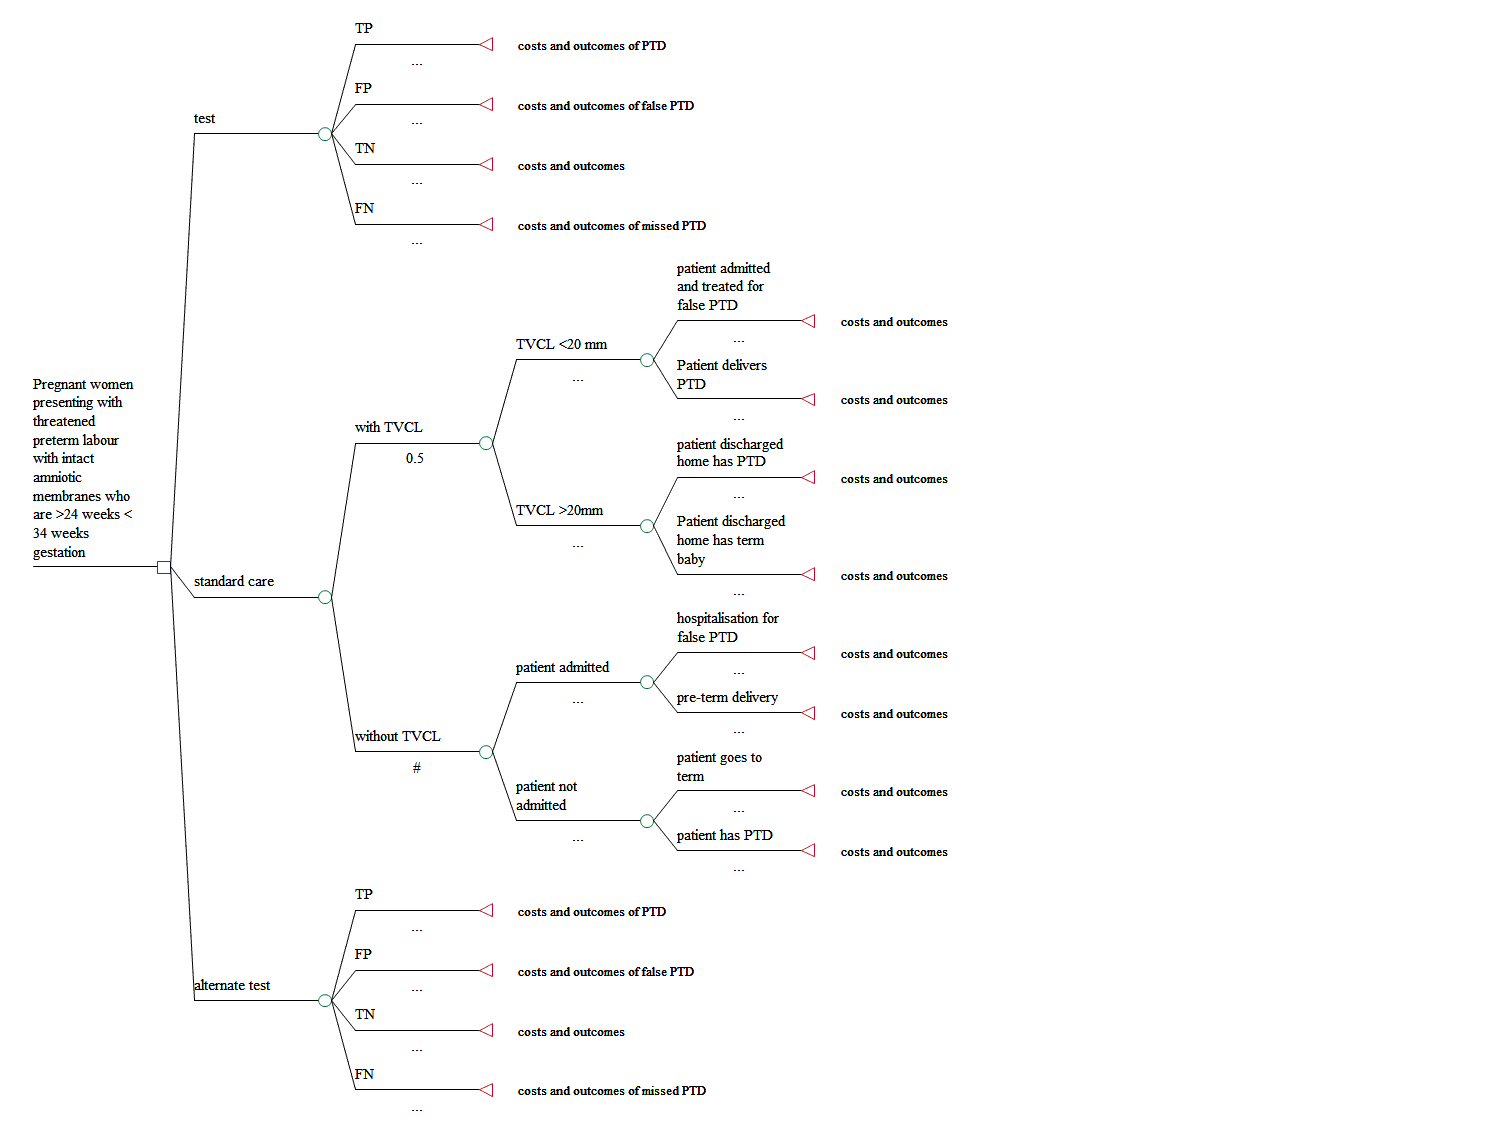 TP
costs and outcomes of PTD
...
FP
costs and outcomes of false PTD
...
test
TN
costs and outcomes
...
FN
costs and outcomes of missed PTD
...
Pregnant women
presenting with
threatened
preterm labour
with intact
amniotic
membranes who
are >24 weeks <
34 weeks
gestation
standard care
with TVCL
0.5
TVCL <20 mm
...
patient admitted
and treated for
false PTD
costs and outcomes
...
Patient delivers
PTD
costs and outcomes
...
TVCL >20mm
...
patient discharged
home has PTD
costs and outcomes
...
Patient discharged
home has term
baby
costs and outcomes
...
without TVCL
#
patient admitted
...
hospitalisation for
false PTD
costs and outcomes
...
pre-term delivery
costs and outcomes
...
patient not
admitted
...
patient goes to
term
costs and outcomes
...
patient has PTD
costs and outcomes
...
alternate test
TP
costs and outcomes of PTD
...
FP
costs and outcomes of false PTD
...
TN
costs and outcomes
...
FN
costs and outcomes of missed PTD
...